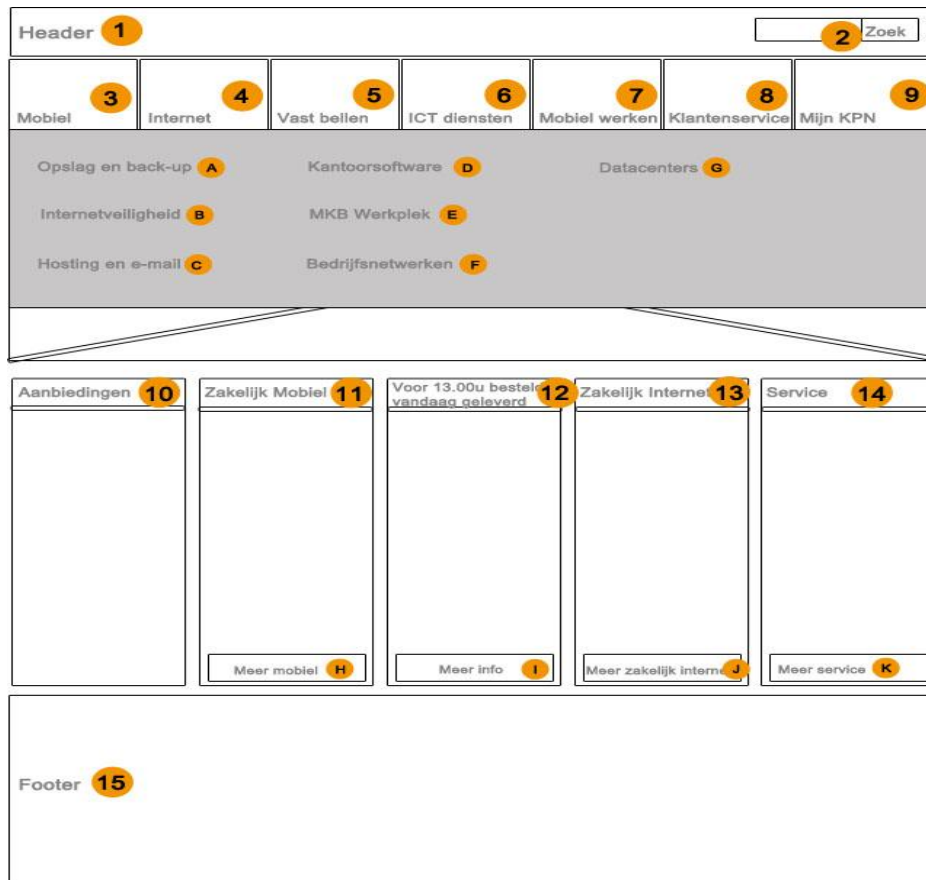 Header 1
2 Zoek
3 4 5 6 7 8 9
Mobiel Internet Vast bellen ICT diensten Mobiel werken Klantenservice Mijn KPN
Opslag en back-up A Kantoorsoftware D Datacenters G
Internetveiligheid B MKB Werkplek E
Hosting en e-mail C Bedrijfsnetwerken F
Aanbiedingen 10 Zakelijk Mobiel 11 Voor 13.00u bestel 12 Zakelijk Interne 13 Service 14
vandaag geleverd
Meer mobiel H Meer info I Meer zakelijk interne J Meer service K
Footer 15